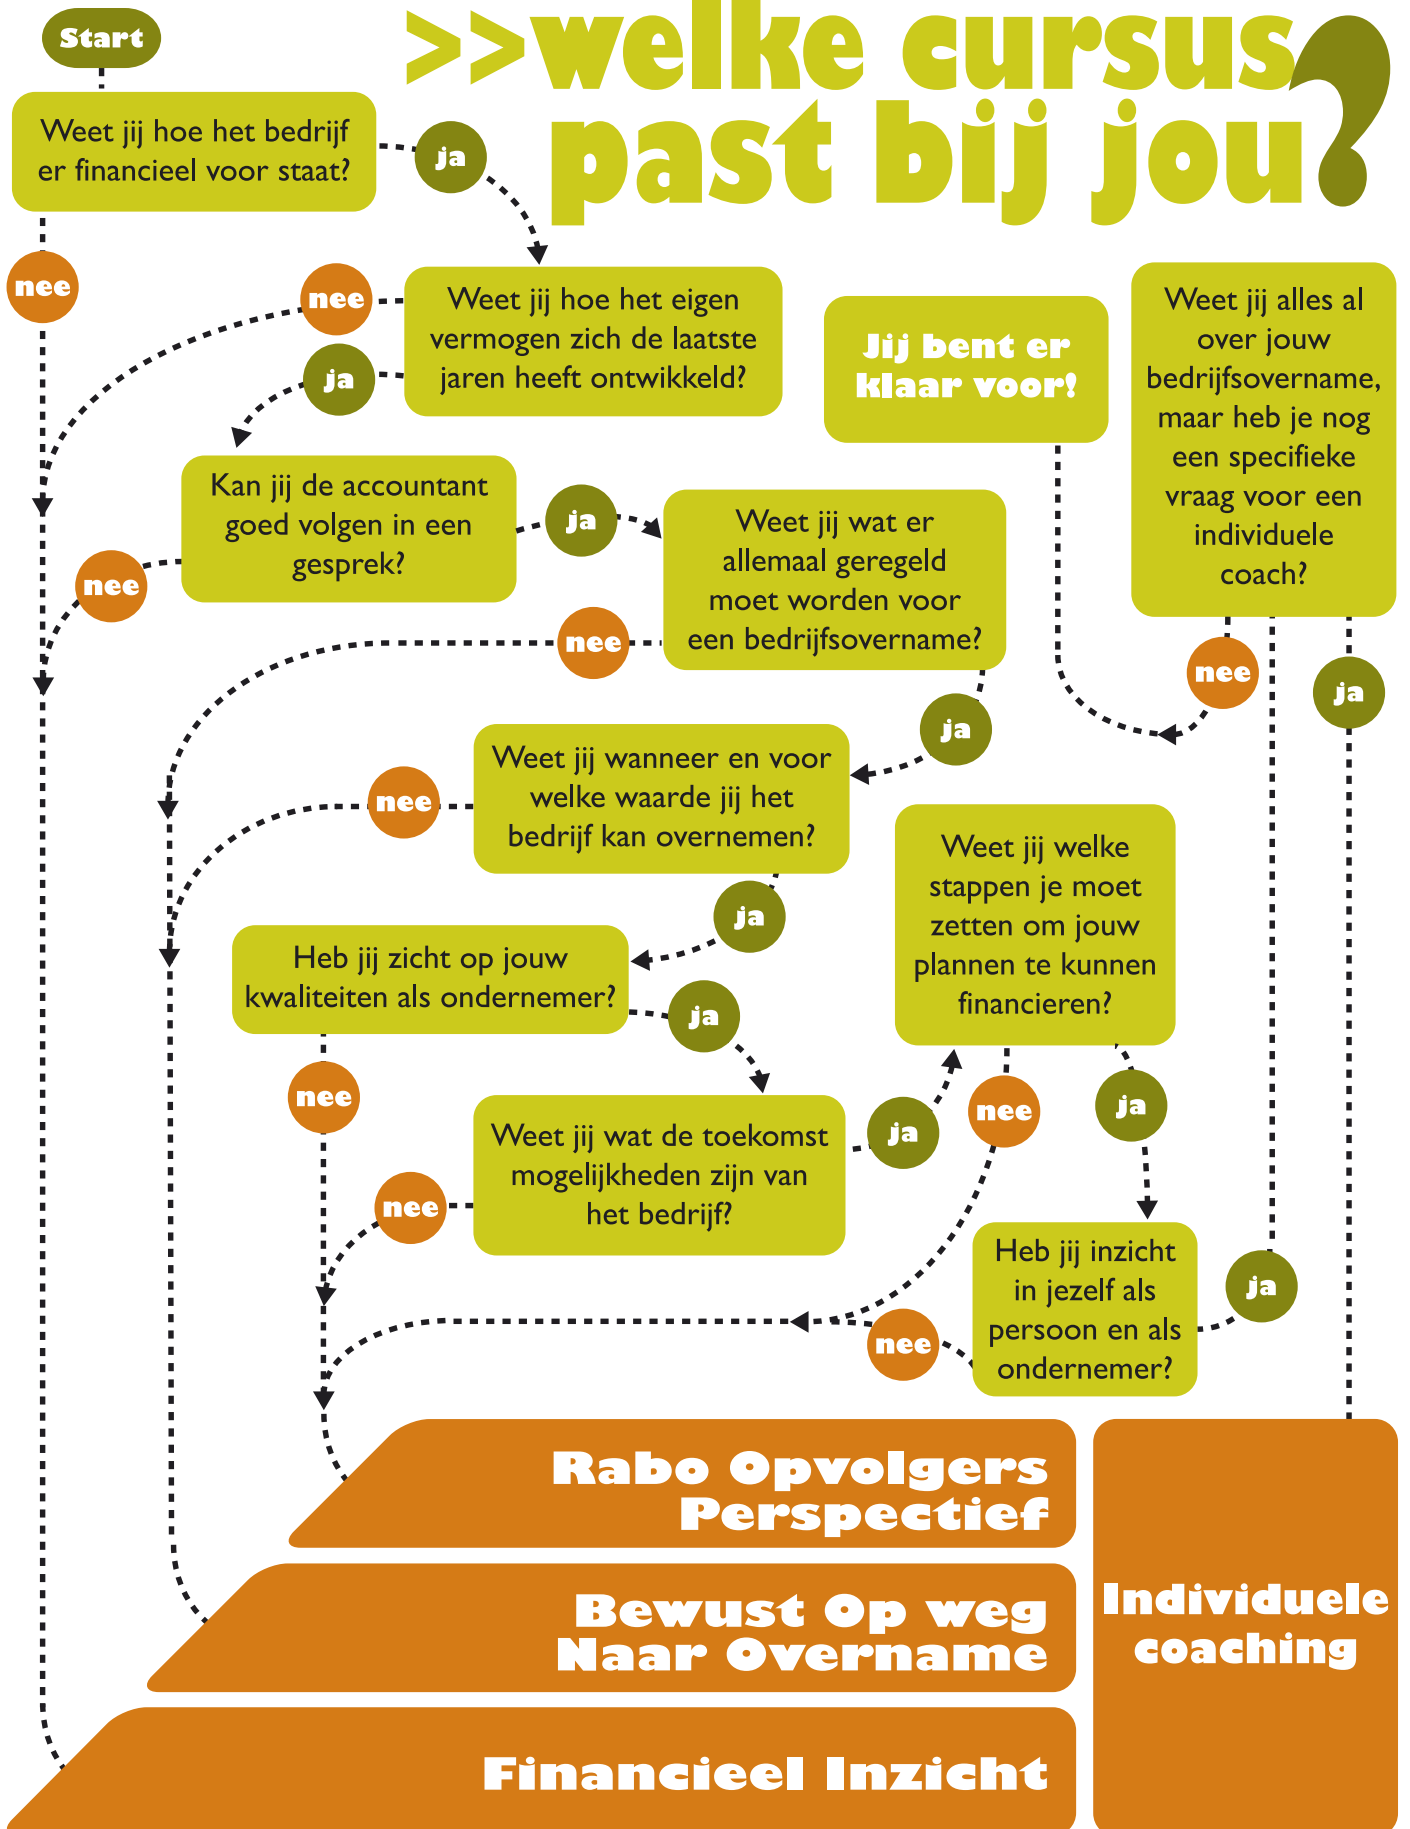 Start
>>welke cursus
past bij jou?
Weet jij hoe het bedrijf
er financieel voor staat?
ja
nee
Weet jij hoe het eigen
vermogen zich de laatste
jaren heeft ontwikkeld?
nee
ja
Jij bent er
klaar voor!
Weet jij alles al
over jouw
bedrijfsovername,
maar heb je nog
een specifieke
vraag voor een
individuele
coach?
Kan jij de accountant
goed volgen in een
gesprek?
ja
nee
Weet jij wat er
allemaal geregeld
moet worden voor
een bedrijfsovername?
nee
ja
nee
ja
Weet jij wanneer en voor
welke waarde jij het
bedrijf kan overnemen?
nee
ja
Weet jij welke
stappen je moet
zetten om jouw
plannen te kunnen
financieren?
Heb jij zicht op jouw
kwaliteiten als ondernemer?
ja
nee
Weet jij wat de toekomst
mogelijkheden zijn van
het bedrijf?
ja
nee
nee
ja
Heb jij inzicht
in jezelf als
persoon en als
ondernemer?
ja
nee
Rabo Opvolgers
Perspectief
Bewust Op weg
Naar Overname
Individuele
coaching
Financieel Inzicht